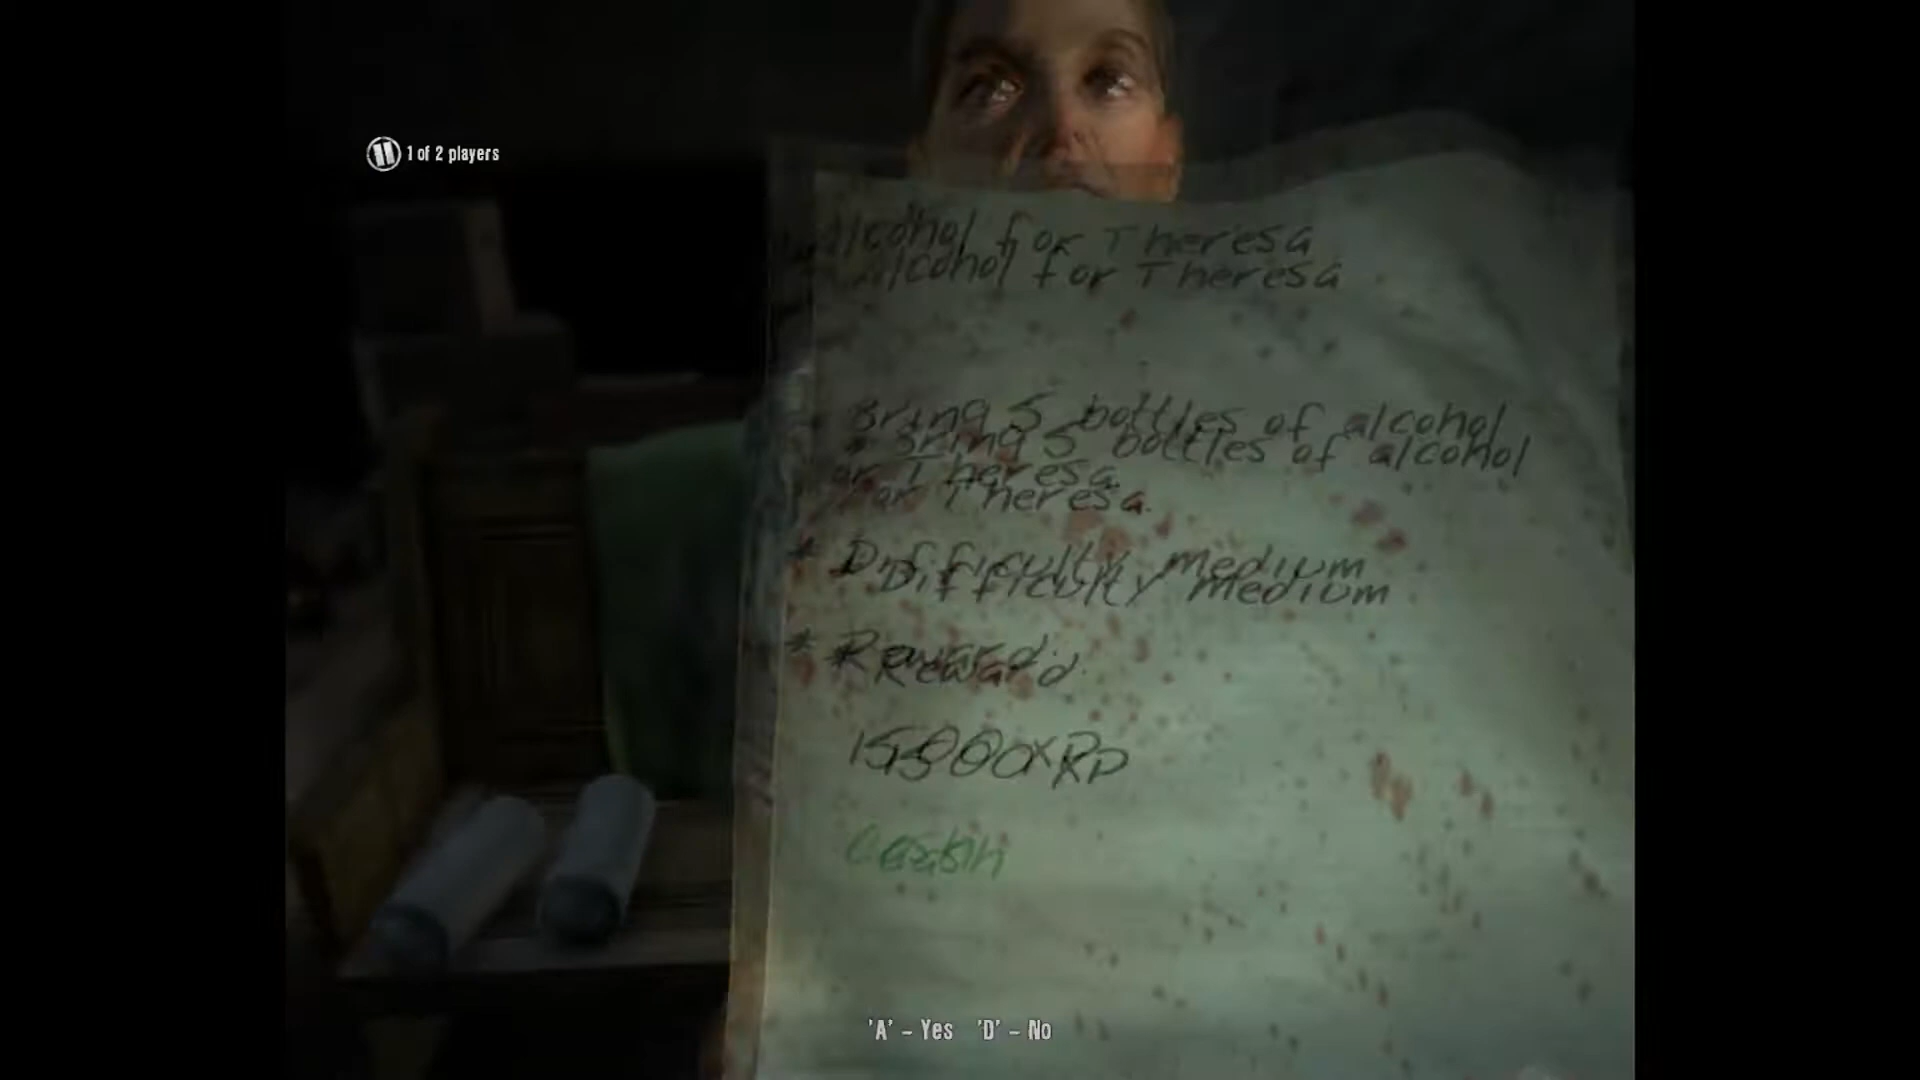 1 of 2 players
Alcohol for Theresa
* Bring 5 bottles of alcohol
for Theresa.
* Difficulty medium
* Reward:
Cash
'A' - Yes 'D' - No